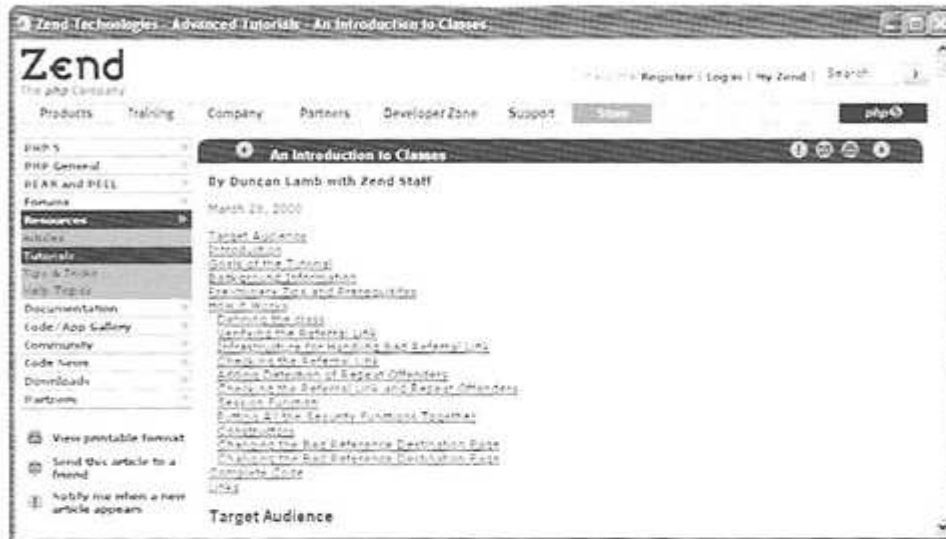 Zend Technologies - Advanced Tutorials - An Introduction to Classes
Zend
The php Company
Register | Log in | My Zend | Search
Products Training Company Partners Developer Zone Support Store
php5
PHP 5
PHP General
PEAR and PECL
Forums
Resources
Articles
Tutorials
Tips & Tricks
Help Topics
Documentation
Code / App Gallery
Community
Code News
Downloads
Partners
View printable format
Send this article to a
friend
Notify me when a new
article appears
An Introduction to Classes
By Duncan Lamb with Zend Staff
March 29, 2000
Target Audience
Introduction
Goals of the Tutorial
Background Information
Preliminary Tips and Prerequisites
How it Works
Defining the class
Verifying the Referral Link
Infrastructure for Handling Bad Referral Link
Checking the Referral Link
Adding Detection of Repeat Offenders
Checking the Referral Link and Repeat Offenders
Session Function
Putting All the Security Functions Together
Constructors
Changing the Bad Reference Destination Page
Changing the Bad Reference Destination Page
Complete Code
Links
Target Audience